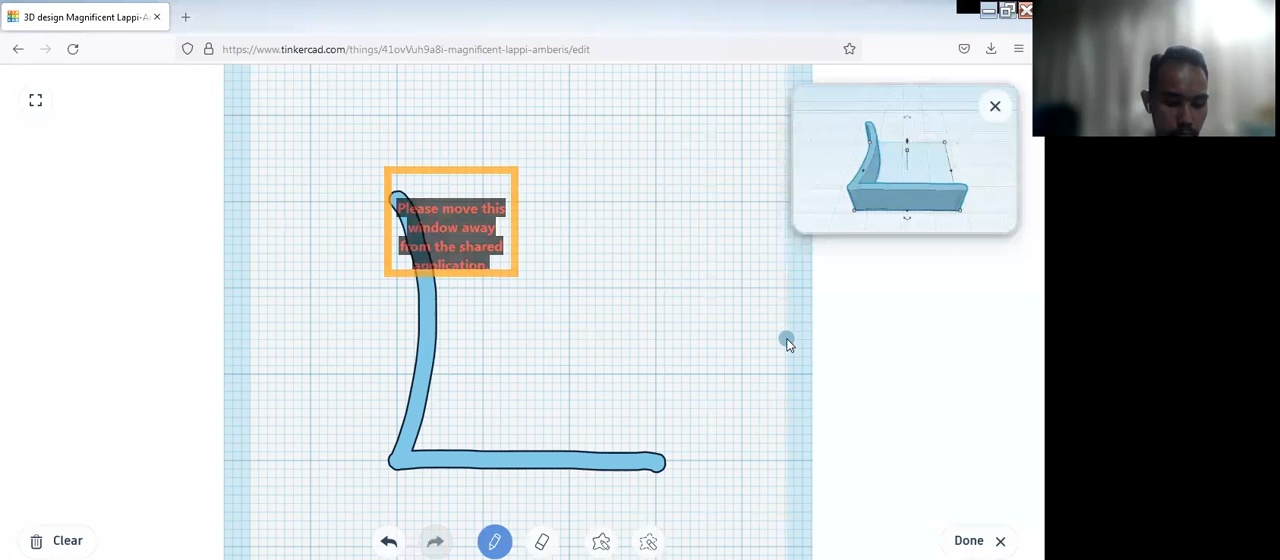 3D design Magnificent Lappi-A
https://www.tinkercad.com/things/41ovVuh9a8i-magnificent-lappi-amberis/edit
Please move this
window away
from the shared
application.
Clear
Done